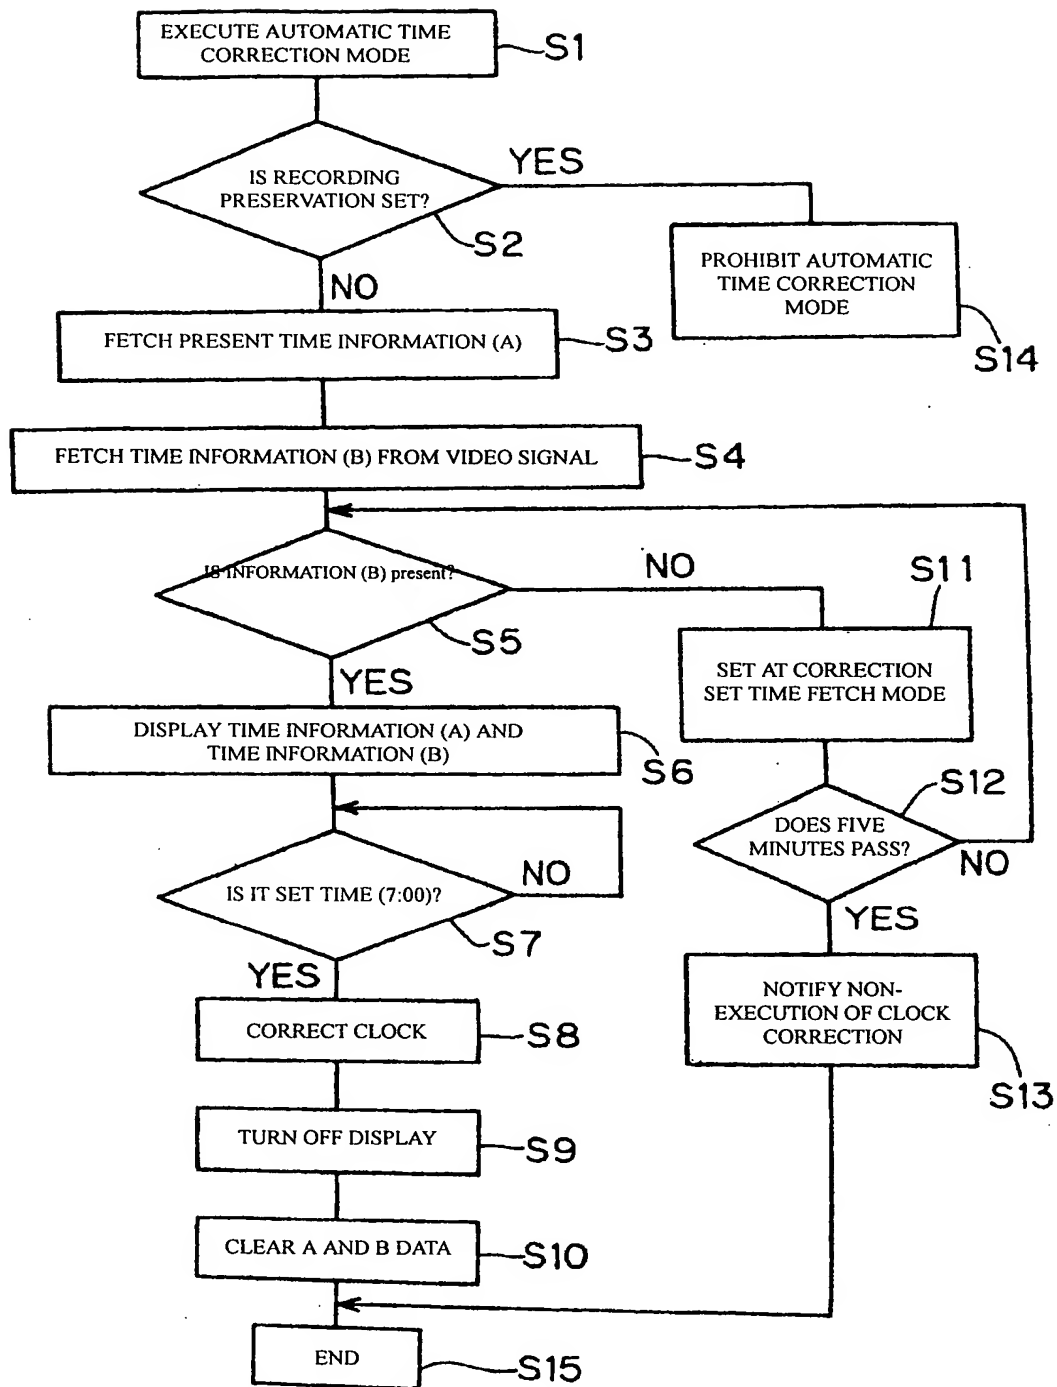 EXECUTE AUTOMATIC TIME
CORRECTION MODE
S1
IS RECORDING
PRESERVATION SET?
YES
S2
NO
PROHIBIT AUTOMATIC
TIME CORRECTION
MODE
S14
FETCH PRESENT TIME INFORMATION (A)
S3
FETCH TIME INFORMATION (B) FROM VIDEO SIGNAL
S4
IS INFORMATION (B) present?
NO
S5
YES
S11
SET AT CORRECTION
SET TIME FETCH MODE
DISPLAY TIME INFORMATION (A) AND
TIME INFORMATION (B)
S6
S12
DOES FIVE
MINUTES PASS?
NO
YES
IS IT SET TIME (7:00)?
NO
S7
YES
NOTIFY NON-
EXECUTION OF CLOCK
CORRECTION
S13
CORRECT CLOCK
S8
TURN OFF DISPLAY
S9
CLEAR A AND B DATA
S10
END
S15